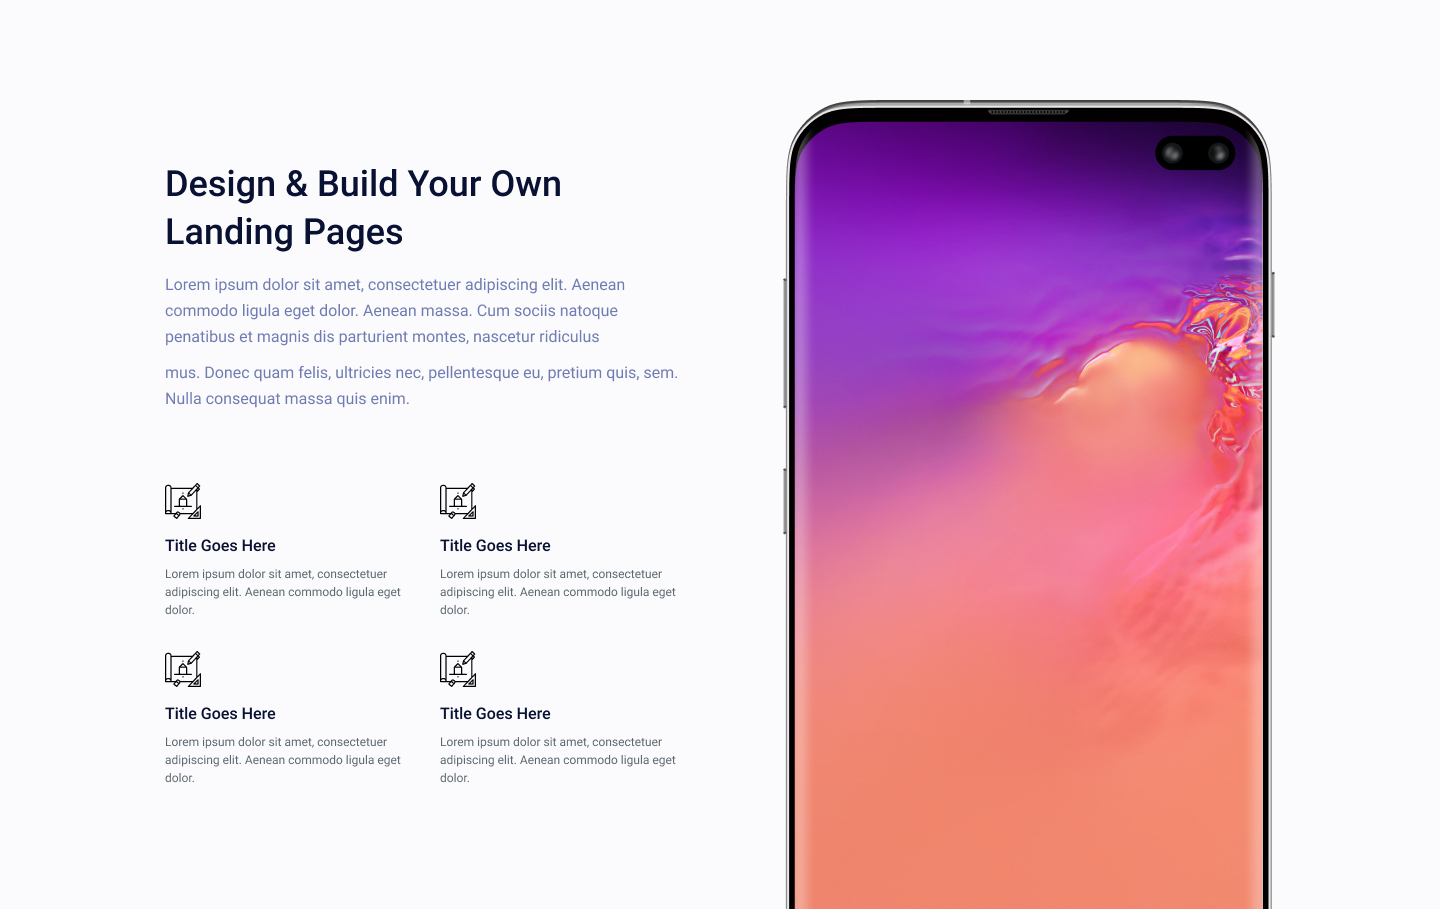 Design & Build Your Own
Landing Pages
Lorem ipsum dolor sit amet, consectetuer adipiscing elit. Aenean
commodo ligula eget dolor. Aenean massa. Cum sociis natoque
penatibus et magnis dis parturient montes, nascetur ridiculus
mus. Donec quam felis, ultricies nec, pellentesque eu, pretium quis, sem.
Nulla consequat massa quis enim.
Title Goes Here
Lorem ipsum dolor sit amet, consectetuer
adipiscing elit. Aenean commodo ligula eget
dolor.
Title Goes Here
Lorem ipsum dolor sit amet, consectetuer
adipiscing elit. Aenean commodo ligula eget
dolor.
Title Goes Here
Lorem ipsum dolor sit amet, consectetuer
adipiscing elit. Aenean commodo ligula eget
dolor.
Title Goes Here
Lorem ipsum dolor sit amet, consectetuer
adipiscing elit. Aenean commodo ligula eget
dolor.